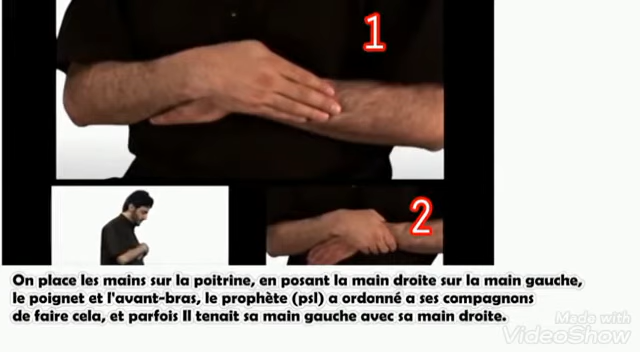 1
2
On place les mains sur la poitrine, en posant la main droite sur la main gauche,
le poignet et l'avant-bras, le prophète (psl) a ordonné a ses compagnons
de faire cela, et parfois Il tenait sa main gauche avec sa main droite.
Made with
VideoShow